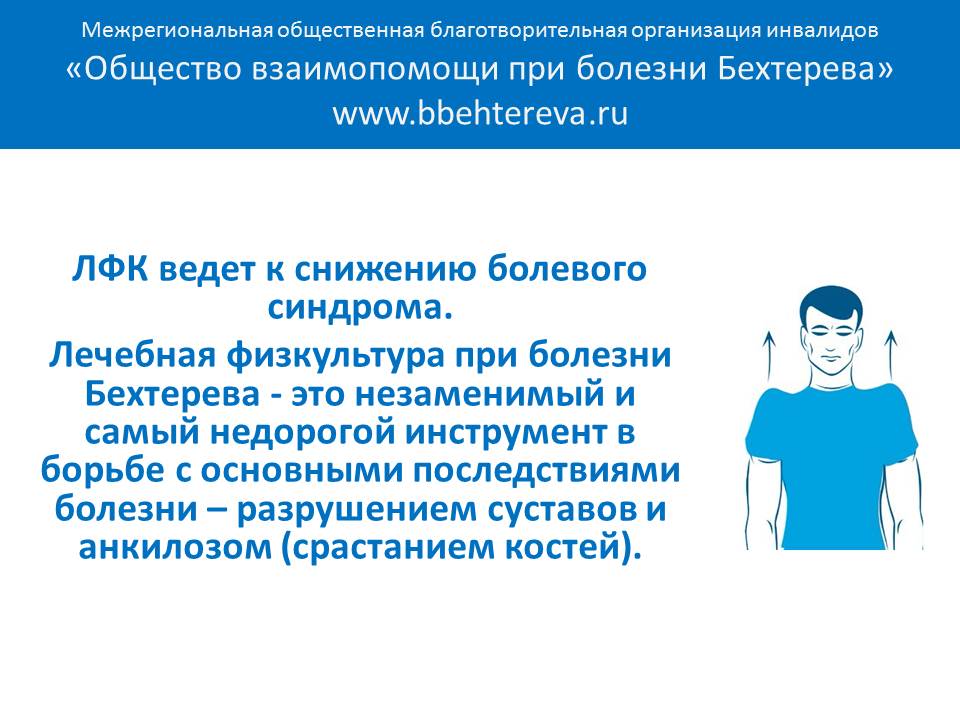 Межрегиональная общественная благотворительная организация инвалидов
«Общество взаимопомощи при болезни Бехтерева»
www.bbehtereva.ru
ЛФК ведет к снижению болевого
синдрома.
Лечебная физкультура при болезни
Бехтерева - это незаменимый и
самый недорогой инструмент в
борьбе с основными последствиями
болезни – разрушением суставов и
анкилозом (срастанием костей).